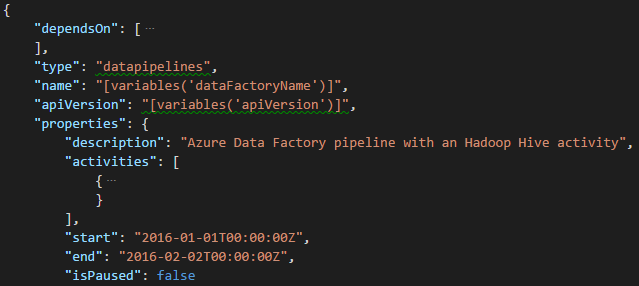 {
"dependsOn": [ ...
],
"type": "datapipelines",
"name": "[variables('dataFactoryName')]",
"apiVersion": "[variables('apiVersion')]",
"properties": {
"description": "Azure Data Factory pipeline with an Hadoop Hive activity",
"activities": [
{ ...
}
],
"start": "2016-01-01T00:00:00Z",
"end": "2016-02-02T00:00:00Z",
"isPaused": false